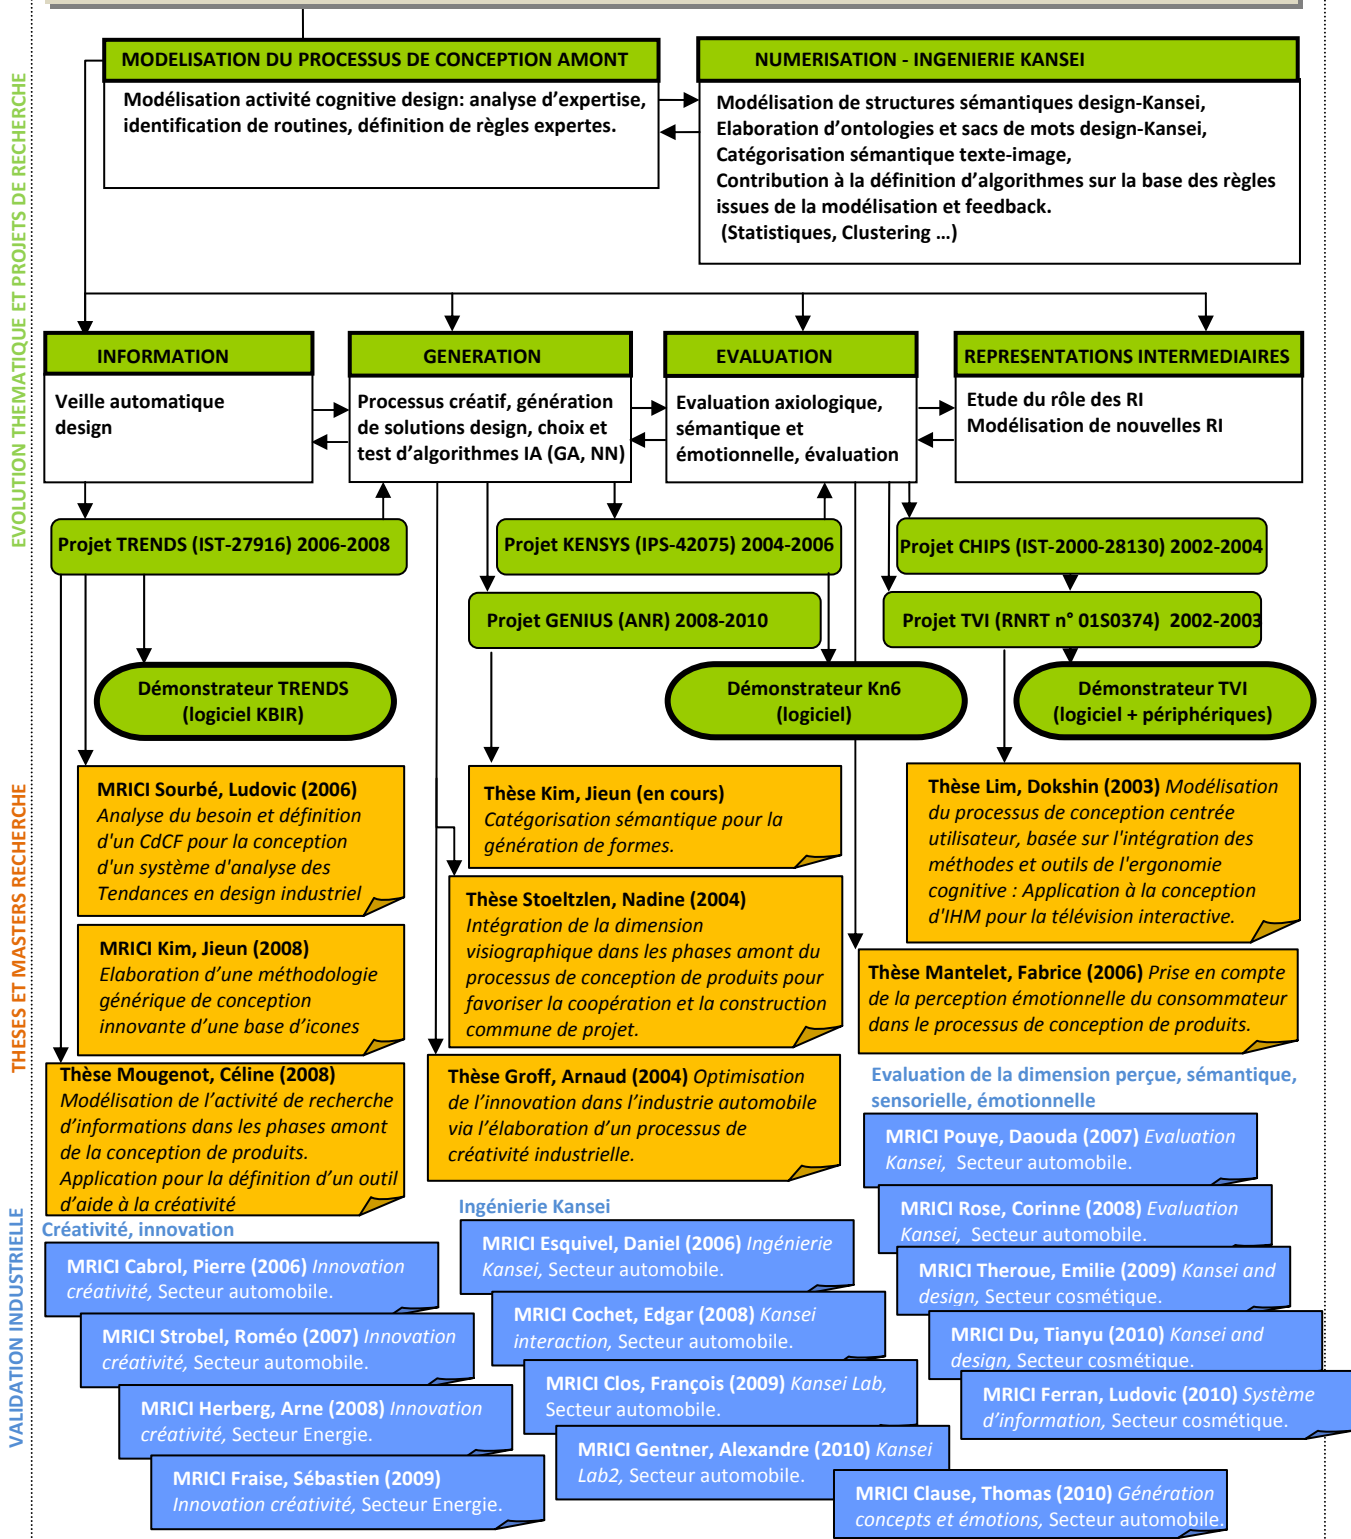 MODELISATION DU PROCESSUS DE CONCEPTION AMONT
Modélisation activité cognitive design: analyse d'expertise,
identification de routines, définition de règles expertes.
NUMERISATION - INGENIERIE KANSEI
Modélisation de structures sémantiques design-Kansei,
Elaboration d'ontologies et sacs de mots design-Kansei,
Catégorisation sémantique texte-image,
Contribution à la définition d'algorithmes sur la base des règles
issues de la modélisation et feedback.
(Statistiques, Clustering …)
EVOLUTION THEMATIQUE ET PROJETS DE RECHERCHE
INFORMATION
Veille automatique
design
GENERATION
Processus créatif, génération
de solutions design, choix et
test d'algorithmes IA (GA, NN)
EVALUATION
Evaluation axiologique,
sémantique et
émotionnelle, évaluation
REPRESENTATIONS INTERMEDIAIRES
Etude du rôle des RI
Modélisation de nouvelles RI
Projet TRENDS (IST-27916) 2006-2008
Projet KENSYS (IPS-42075) 2004-2006
Projet CHIPS (IST-2000-28130) 2002-2004
Projet GENIUS (ANR) 2008-2010
Projet TVI (RNRT n° 01S0374) 2002-2003
Démonstrateur TRENDS
(logiciel KBIR)
Démonstrateur Kn6
(logiciel)
Démonstrateur TVI
(logiciel + périphériques)
THESES ET MASTERS RECHERCHE
MRICI Sourbé, Ludovic (2006)
Analyse du besoin et définition
d'un CdCF pour la conception
d'un système d'analyse des
Tendances en design industriel
MRICI Kim, Jieun (2008)
Elaboration d'une méthodologie
générique de conception
innovante d'une base d'icones
Thèse Mougenot, Céline (2008)
Modélisation de l'activité de recherche
d'informations dans les phases amont
de la conception de produits.
Application pour la définition d'un outil
d'aide à la créativité
Thèse Kim, Jieun (en cours)
Catégorisation sémantique pour la
génération de formes.
Thèse Stoeltzlen, Nadine (2004)
Intégration de la dimension
visiographique dans les phases amont du
processus de conception de produits pour
favoriser la coopération et la construction
commune de projet.
Thèse Groff, Arnaud (2004) Optimisation
de l'innovation dans l'industrie automobile
via l'élaboration d'un processus de
créativité industrielle.
Thèse Lim, Dokshin (2003) Modélisation
du processus de conception centrée
utilisateur, basée sur l'intégration des
méthodes et outils de l'ergonomie
cognitive : Application à la conception
d'IHM pour la télévision interactive.
Thèse Mantelet, Fabrice (2006) Prise en compte
de la perception émotionnelle du consommateur
dans le processus de conception de produits.
VALIDATION INDUSTRIELLE
Créativité, innovation
MRICI Cabrol, Pierre (2006) Innovation
créativité, Secteur automobile.
MRICI Strobel, Roméo (2007) Innovation
créativité, Secteur automobile.
MRICI Herberg, Arne (2008) Innovation
créativité, Secteur Energie.
MRICI Fraise, Sébastien (2009)
Innovation créativité, Secteur Energie.
Ingénierie Kansei
MRICI Esquivel, Daniel (2006) Ingénierie
Kansei, Secteur automobile.
MRICI Cochet, Edgar (2008) Kansei
interaction, Secteur automobile.
MRICI Clos, François (2009) Kansei Lab,
Secteur automobile.
MRICI Gentner, Alexandre (2010) Kansei
Lab2, Secteur automobile.
Evaluation de la dimension perçue, sémantique,
sensorielle, émotionnelle
MRICI Pouye, Daouda (2007) Evaluation
Kansei, Secteur automobile.
MRICI Rose, Corinne (2008) Evaluation
Kansei, Secteur automobile.
MRICI Theroue, Emilie (2009) Kansei and
design, Secteur cosmétique.
MRICI Du, Tianyu (2010) Kansei and
design, Secteur cosmétique.
MRICI Ferran, Ludovic (2010) Système
d'information, Secteur cosmétique.
MRICI Clause, Thomas (2010) Génération
concepts et émotions, Secteur automobile.